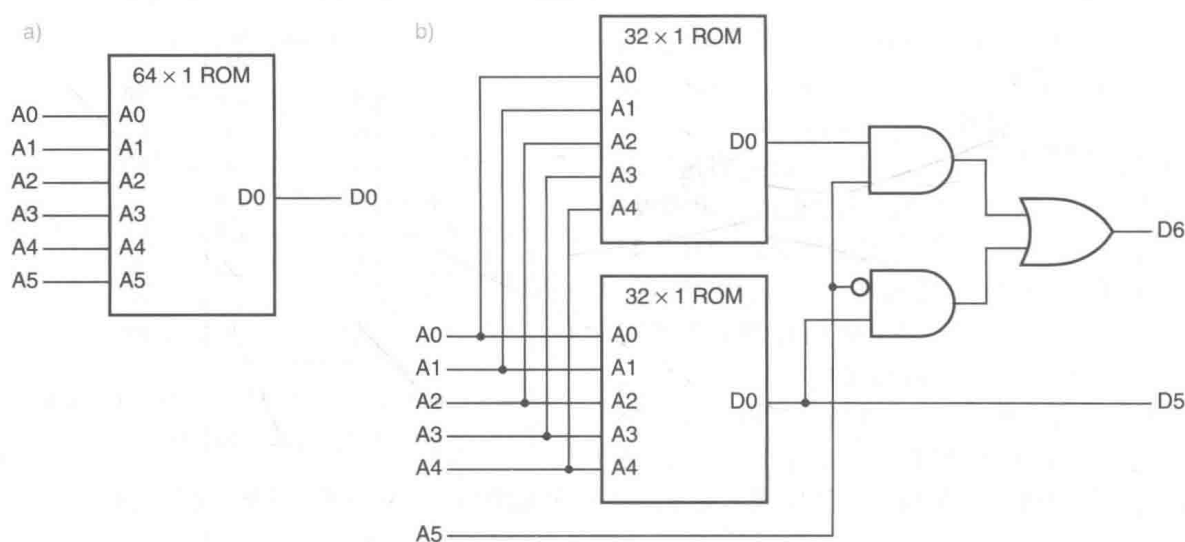 a)
64 × 1 ROM
A0 A0
A1 A1
A2 A2
A3 A3
A4 A4
A5 A5
D0 D0
b)
32 × 1 ROM
A0
A1
A2
A3
A4
D0
D6
32 × 1 ROM
A0 A0
A1 A1
A2 A2
A3 A3
A4 A4
D0
D5
A5